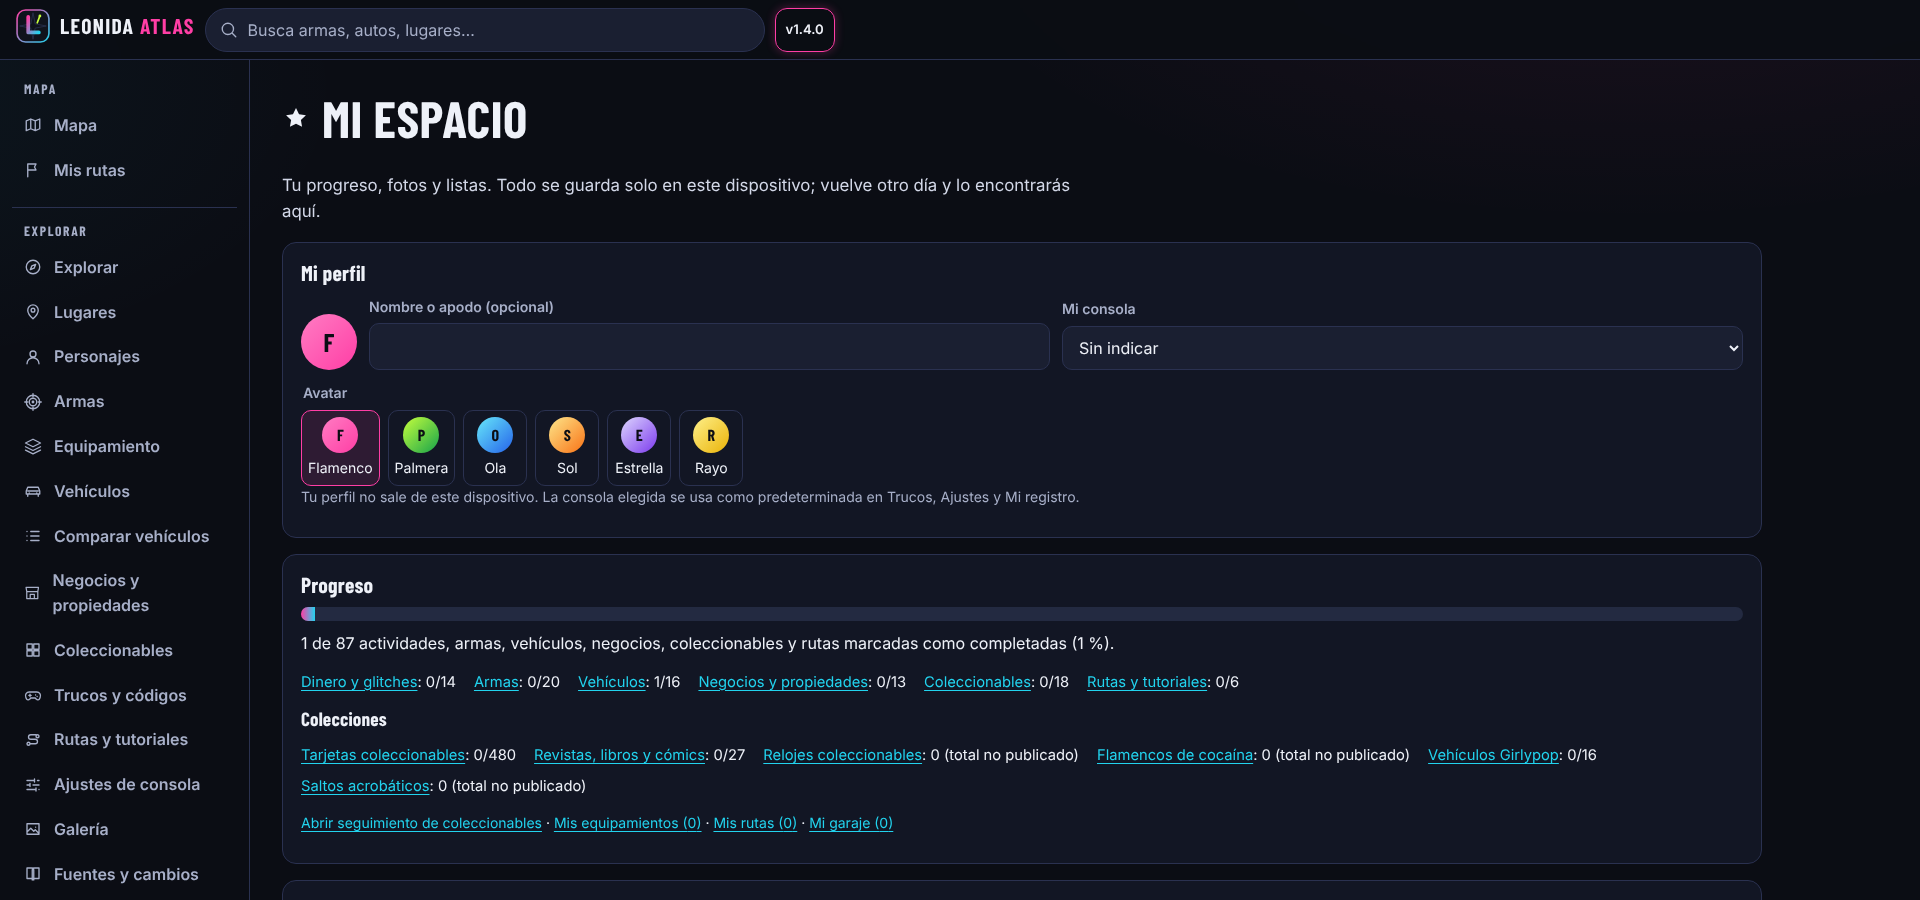 LEONIDA ATLAS
Busca armas, autos, lugares...
v1.4.0
MAPA
Mapa
Mis rutas
EXPLORAR
Explorar
Lugares
Personajes
Armas
Equipamiento
Vehículos
Comparar vehículos
Negocios y
propiedades
Coleccionables
Trucos y códigos
Rutas y tutoriales
Ajustes de consola
Galería
Fuentes y cambios
MI ESPACIO
Tu progreso, fotos y listas. Todo se guarda solo en este dispositivo; vuelve otro día y lo encontrarás
aquí.
Mi perfil
F
Nombre o apodo (opcional)
Mi consola
Sin indicar
Avatar
F P O S E R
Flamenco Palmera Ola Sol Estrella Rayo
Tu perfil no sale de este dispositivo. La consola elegida se usa como predeterminada en Trucos, Ajustes y Mi registro.
Progreso
1 de 87 actividades, armas, vehículos, negocios, coleccionables y rutas marcadas como completadas (1 %).
Dinero y glitches: 0/14 Armas: 0/20 Vehículos: 1/16 Negocios y propiedades: 0/13 Coleccionables: 0/18 Rutas y tutoriales: 0/6
Colecciones
Tarjetas coleccionables: 0/480 Revistas, libros y cómics: 0/27 Relojes coleccionables: 0 (total no publicado) Flamencos de cocaína: 0 (total no publicado) Vehículos Girlypop: 0/16
Saltos acrobáticos: 0 (total no publicado)
Abrir seguimiento de coleccionables · Mis equipamientos (0) · Mis rutas (0) · Mi garaje (0)